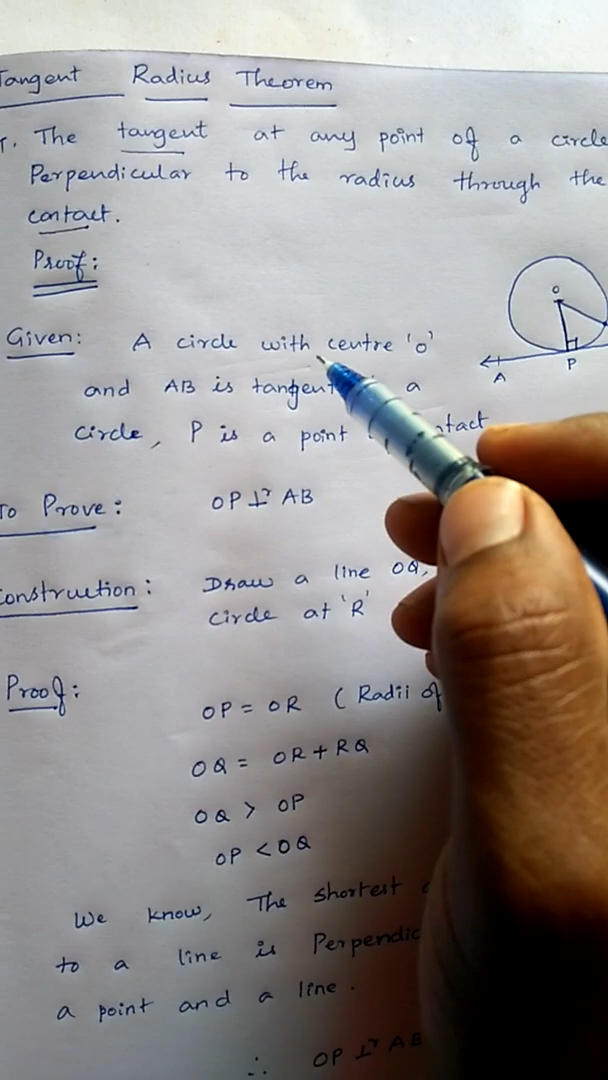 Tangent Radius Theorem
T. The tangent at any point of a circle
Perpendicular to the radius through the
contact.
Proof:
Given: A circle with centre 'o'
and AB is tangent a
circle, P is a point
To Prove: OP ⊥r AB
Construction: Draw a line OQ,
circle at 'R'
Proof:
OP = OR ( Radii of
OQ = OR + RQ
OQ > OP
OP < OQ
We know, The shortest
to a line is
a point and a line.
∴ OP ⊥r AB
O
A
P